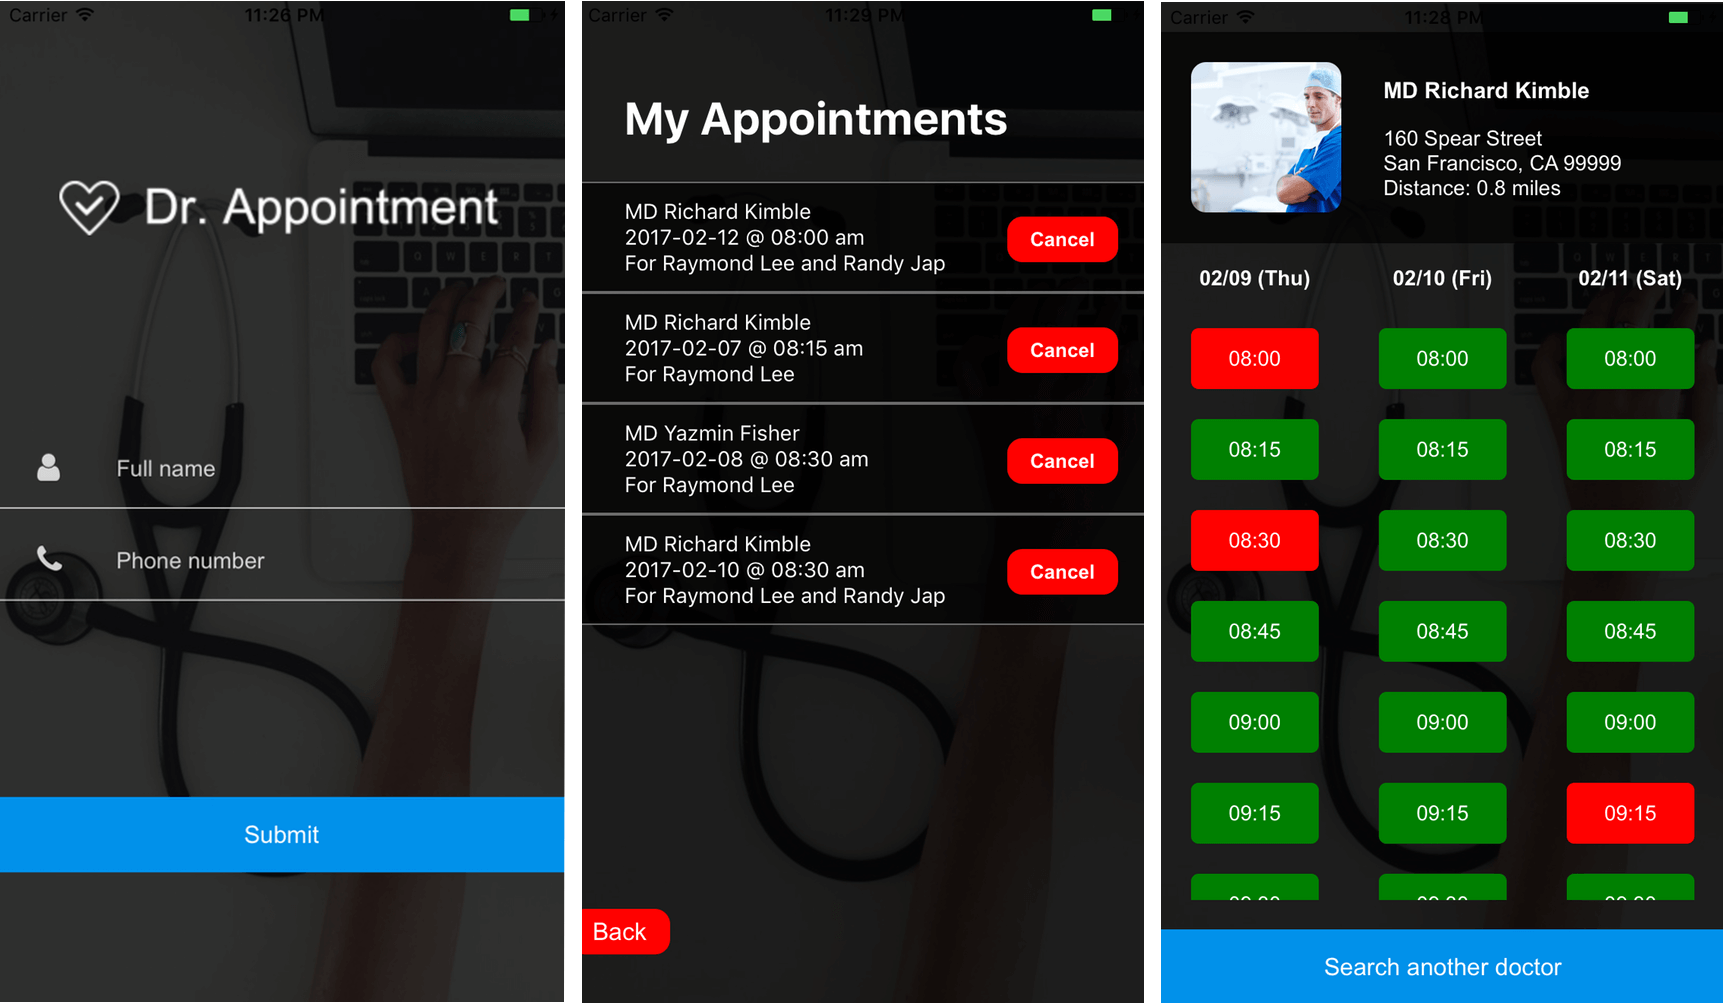 Carrier 11:26 PM
Dr. Appointment
Full name
Phone number
Submit
Carrier 11:29 PM
My Appointments
MD Richard Kimble
2017-02-12 @ 08:00 am
For Raymond Lee and Randy Jap
Cancel
MD Richard Kimble
2017-02-07 @ 08:15 am
For Raymond Lee
Cancel
MD Yazmin Fisher
2017-02-08 @ 08:30 am
For Raymond Lee
Cancel
MD Richard Kimble
2017-02-10 @ 08:30 am
For Raymond Lee and Randy Jap
Cancel
Back
Carrier 11:28 PM
MD Richard Kimble
160 Spear Street
San Francisco, CA 99999
Distance: 0.8 miles
02/09 (Thu) 02/10 (Fri) 02/11 (Sat)
08:00 08:00 08:00
08:15 08:15 08:15
08:30 08:30 08:30
08:45 08:45 08:45
09:00 09:00 09:00
09:15 09:15 09:15
Search another doctor